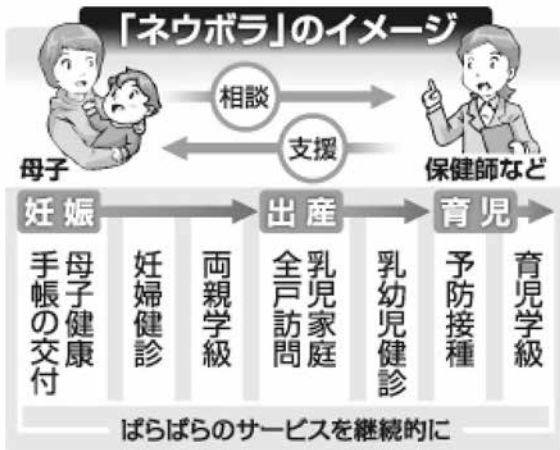 「ネウボラ」のイメージ
相談
支援
母子
保健師など
妊娠
出産
育児
母子健康
手帳の交付
妊婦健診
両親学級
乳児家庭
全戸訪問
乳幼児健診
予防接種
育児学級
ばらばらのサービスを継続的に